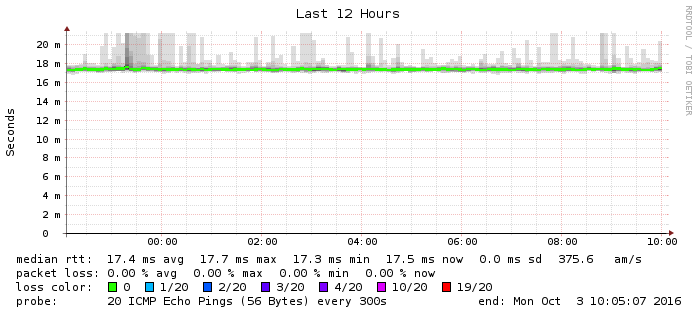 Last 12 Hours
RRDTOOL / TOBI OETIKER
Seconds
20 m
18 m
16 m
14 m
12 m
10 m
8 m
6 m
4 m
2 m
0
00:00 02:00 04:00 06:00 08:00 10:00
median rtt: 17.4 ms avg 17.7 ms max 17.3 ms min 17.5 ms now 0.0 ms sd 375.6 am/s
packet loss: 0.00 % avg 0.00 % max 0.00 % min 0.00 % now
loss color: 0 1/20 2/20 3/20 4/20 10/20 19/20
probe: 20 ICMP Echo Pings (56 Bytes) every 300s end: Mon Oct 3 10:05:07 2016